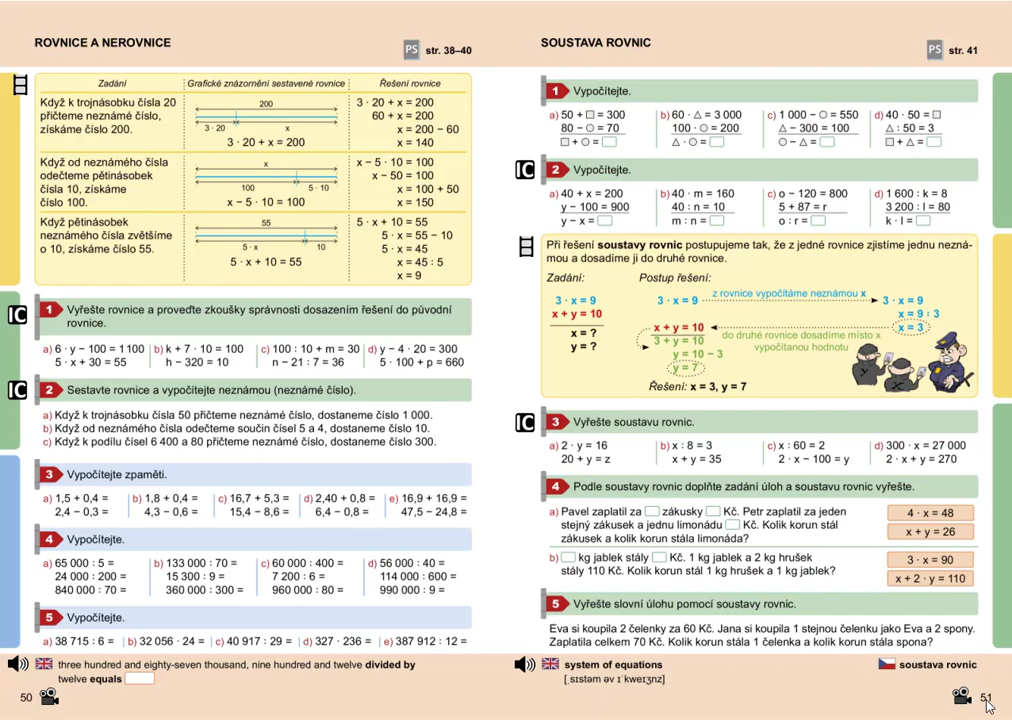 ROVNICE A NEROVNICE
PS str. 38–40
Zadání Grafické znázornění sestavené rovnice Řešení rovnice
Když k trojnásobku čísla 20
přičteme neznámé číslo,
získáme číslo 200.
200
3 · 20 x
3 · 20 + x = 200
3 · 20 + x = 200
60 + x = 200
x = 200 − 60
x = 140
Když od neznámého čísla
odečteme pětinásobek
čísla 10, získáme
číslo 100.
x
100 5 · 10
x − 5 · 10 = 100
x − 5 · 10 = 100
x − 50 = 100
x = 100 + 50
x = 150
Když pětinásobek
neznámého čísla zvětšíme
o 10, získáme číslo 55.
55
5 · x 10
5 · x + 10 = 55
5 · x + 10 = 55
5 · x = 55 − 10
5 · x = 45
x = 45 : 5
x = 9
IC
1 Vyřešte rovnice a proveďte zkoušky správnosti dosazením řešení do původní
rovnice.
a) 6 · y − 100 = 1 100 b) k + 7 · 10 = 100 c) 100 : 10 + m = 30 d) y − 4 · 20 = 300
5 · x + 30 = 55 h − 320 = 10 n − 21 : 7 = 36 5 · 100 + p = 660
IC
2 Sestavte rovnice a vypočítejte neznámou (neznámé číslo).
a) Když k trojnásobku čísla 50 přičteme neznámé číslo, dostaneme číslo 1 000.
b) Když od neznámého čísla odečteme součin čísel 5 a 4, dostaneme číslo 10.
c) Když k podílu čísel 6 400 a 80 přičteme neznámé číslo, dostaneme číslo 300.
3 Vypočítejte zpaměti.
a) 1,5 + 0,4 = b) 1,8 + 0,4 = c) 16,7 + 5,3 = d) 2,40 + 0,8 = e) 16,9 + 16,9 =
2,4 − 0,3 = 4,3 − 0,6 = 15,4 − 8,6 = 6,4 − 0,8 = 47,5 − 24,8 =
4 Vypočítejte.
a) 65 000 : 5 = b) 133 000 : 70 = c) 60 000 : 400 = d) 56 000 : 40 =
24 000 : 200 = 15 300 : 9 = 7 200 : 6 = 114 000 : 600 =
840 000 : 70 = 360 000 : 300 = 960 000 : 80 = 990 000 : 9 =
5 Vypočítejte.
a) 38 715 : 6 = b) 32 056 · 24 = c) 40 917 : 29 = d) 327 · 236 = e) 387 912 : 12 =
three hundred and eighty-seven thousand, nine hundred and twelve divided by
twelve equals
50
SOUSTAVA ROVNIC
PS str. 41
1 Vypočítejte.
a) 50 + □ = 300 b) 60 · △ = 3 000 c) 1 000 − ○ = 550 d) 40 · 50 = □
80 − ○ = 70 100 · ○ = 200 △ − 300 = 100 △ : 50 = 3
□ + ○ = △ · ○ = ○ − △ = □ + △ =
IC
2 Vypočítejte.
a) 40 + x = 200 b) 40 · m = 160 c) o − 120 = 800 d) 1 600 : k = 8
y − 100 = 900 40 : n = 10 5 + 87 = r 3 200 : l = 80
y − x = m : n = o : r = k · l =
Při řešení soustavy rovnic postupujeme tak, že z jedné rovnice zjistíme jednu nezná-
mou a dosadíme ji do druhé rovnice.
Zadání: Postup řešení:
3 · x = 9
x + y = 10
x = ?
y = ?
3 · x = 9 z rovnice vypočítáme neznámou x 3 · x = 9
x = 9 : 3
x = 3
x + y = 10
3 + y = 10
y = 10 − 3
y = 7
do druhé rovnice dosadíme místo x
vypočítanou hodnotu
Řešení: x = 3, y = 7
IC
3 Vyřešte soustavu rovnic.
a) 2 · y = 16 b) x : 8 = 3 c) x : 60 = 2 d) 300 · x = 27 000
20 + y = z x + y = 35 2 · x − 100 = y 2 · x + y = 270
4 Podle soustavy rovnic doplňte zadání úloh a soustavu rovnic vyřešte.
a) Pavel zaplatil za □ zákusky □ Kč. Petr zaplatil za jeden
stejný zákusek a jednu limonádu □ Kč. Kolik korun stál
zákusek a kolik korun stála limonáda?
4 · x = 48
x + y = 26
b) □ kg jablek stály □ Kč. 1 kg jablek a 2 kg hrušek
stály 110 Kč. Kolik korun stál 1 kg hrušek a 1 kg jablek?
3 · x = 90
x + 2 · y = 110
5 Vyřešte slovní úlohu pomocí soustavy rovnic.
Eva si koupila 2 čelenky za 60 Kč. Jana si koupila 1 stejnou čelenku jako Eva a 2 spony.
Zaplatila celkem 70 Kč. Kolik korun stála 1 čelenka a kolik korun stála spona?
system of equations soustava rovnic
[ˌsɪstəm əv ɪˈkweɪʒnz]
51